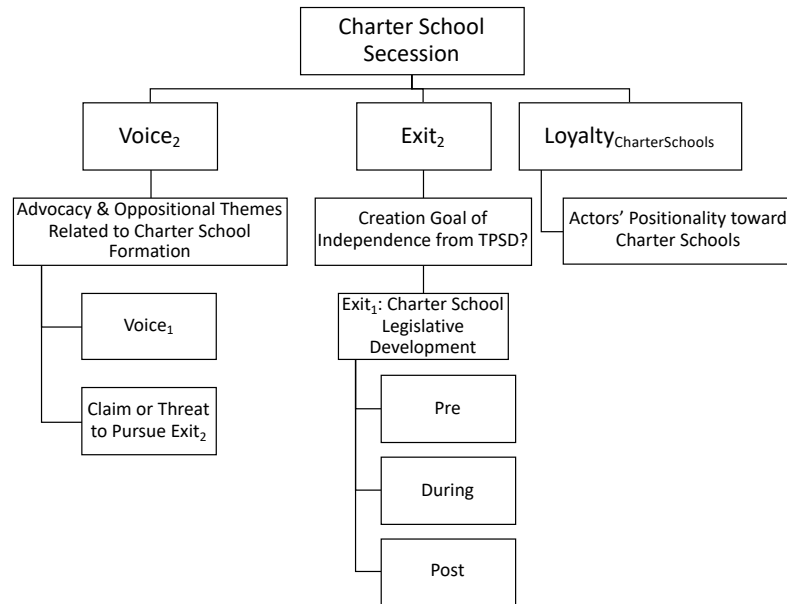 Charter School
Secession
Voice₂
Exit₂
Loyalty_CharterSchools
Advocacy & Oppositional Themes
Related to Charter School
Formation
Creation Goal of
Independence from TPSD?
Actors’ Positionality toward
Charter Schools
Voice₁
Claim or Threat
to Pursue Exit₂
Exit₁: Charter School
Legislative
Development
Pre
During
Post